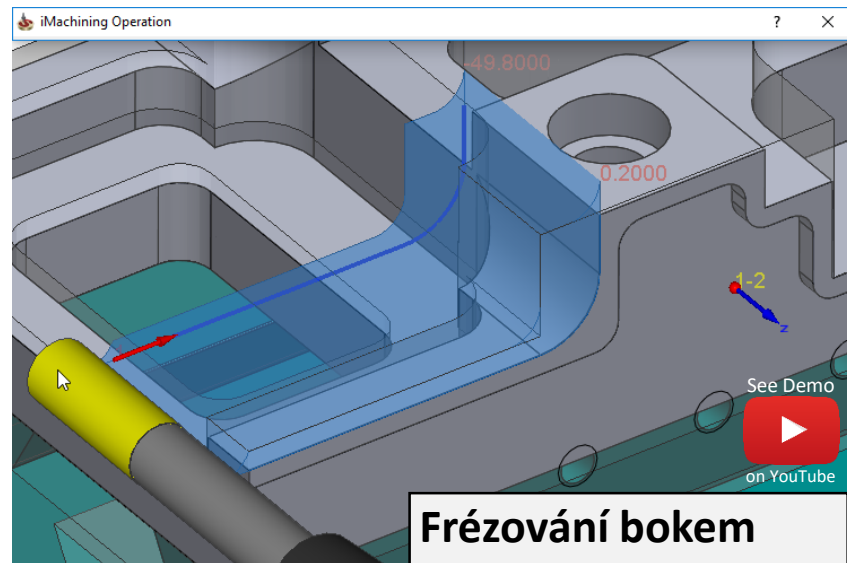 iMachining Operation
? ×
-49.8000
0.2000
1-2
z
See Demo
on YouTube
Frézování bokem